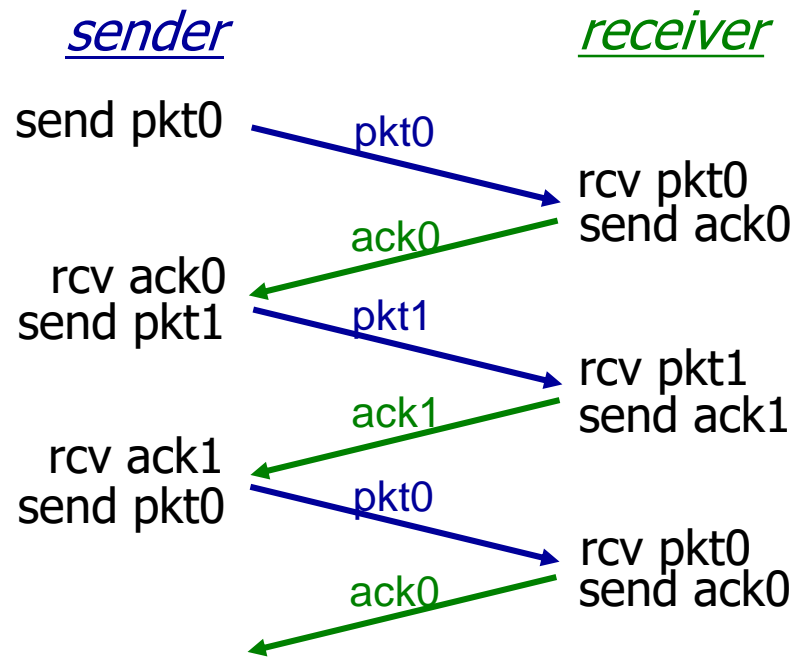 sender
receiver
send pkt0
pkt0
rcv pkt0
send ack0
ack0
rcv ack0
send pkt1
pkt1
rcv pkt1
send ack1
ack1
rcv ack1
send pkt0
pkt0
rcv pkt0
send ack0
ack0